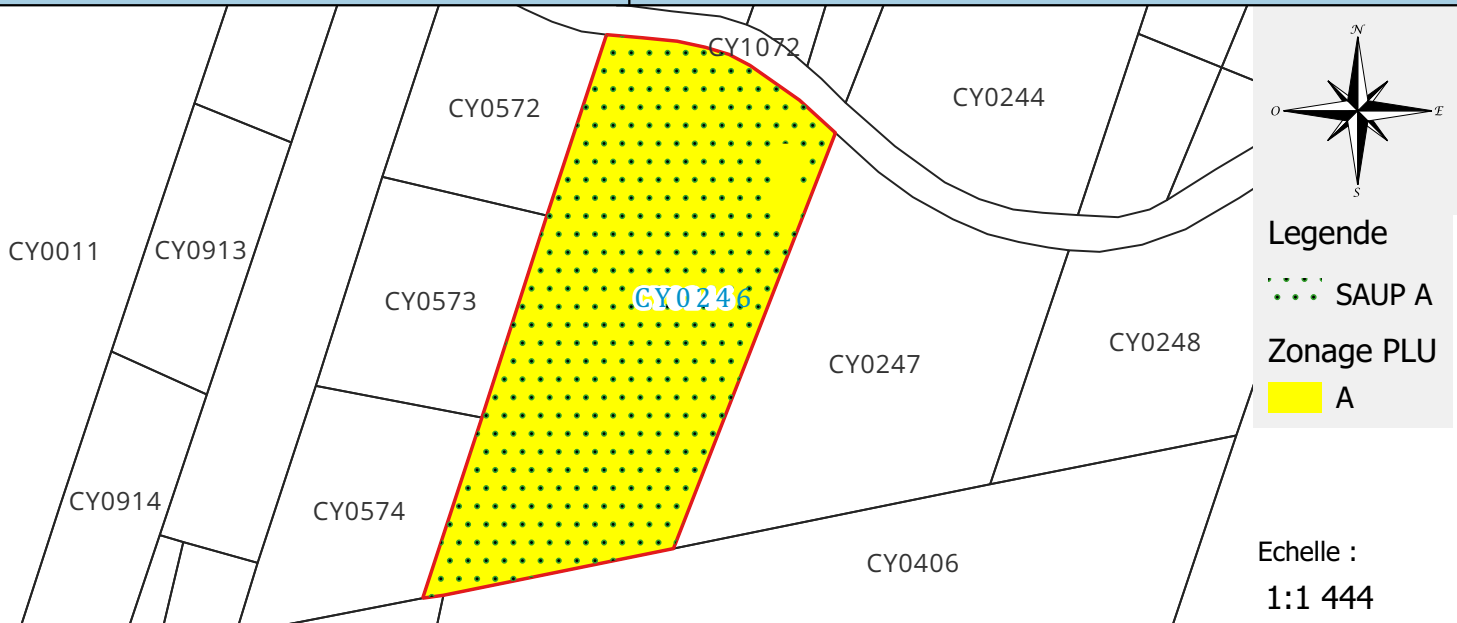 CY1072
CY0572
CY0244
CY0011
CY0913
CY0573
CY0246
CY0247
CY0248
CY0914
CY0574
CY0406
N
O
E
S
Legende
SAUP A
Zonage PLU
A
Echelle :
1:1 444